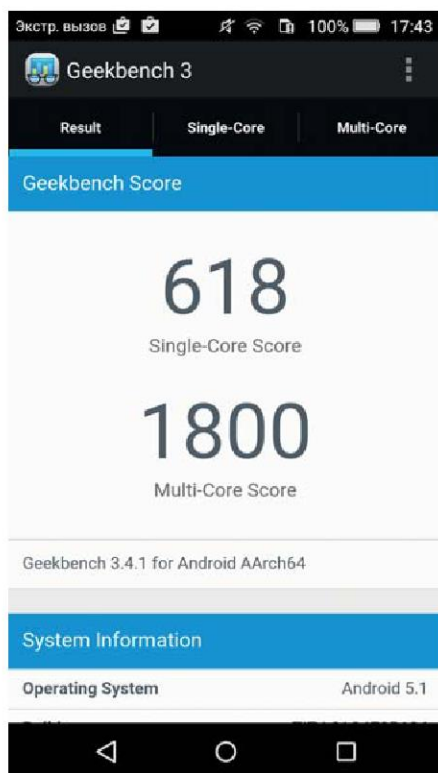 Экстр. вызов 100% 17:43
Geekbench 3
Result Single-Core Multi-Core
Geekbench Score
618
Single-Core Score
1800
Multi-Core Score
Geekbench 3.4.1 for Android AArch64
System Information
Operating System Android 5.1